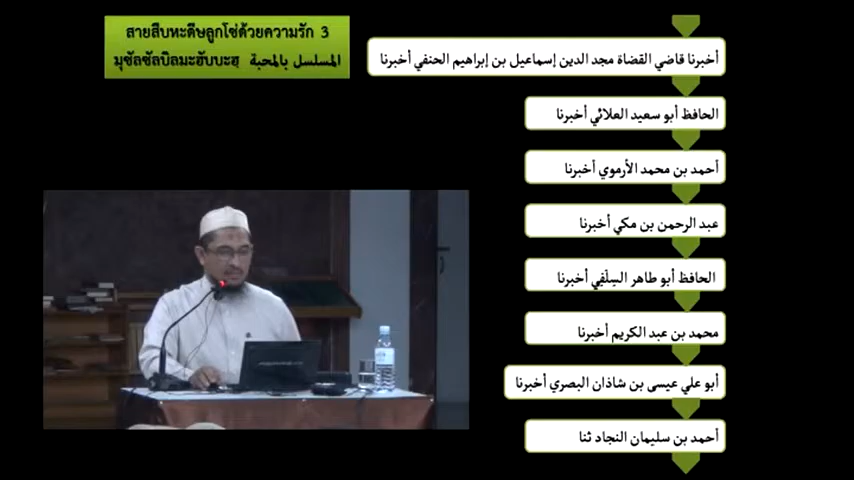 สายสืบหะดีษลูกโซ่ด้วยความรัก 3
มุซัลซัลบิลมะฮับบะฮฺ المسلسل بالمحبة
أخبرنا قاضي القضاة مجد الدين إسماعيل بن إبراهيم الحنفي أخبرنا
الحافظ أبو سعيد العلائي أخبرنا
أحمد بن محمد الأرموي أخبرنا
عبد الرحمن بن مكي أخبرنا
الحافظ أبو طاهر السِلَفِي أخبرنا
محمد بن عبد الكريم أخبرنا
أبو علي عيسى بن شاذان البصري أخبرنا
أحمد بن سليمان النجاد ثنا